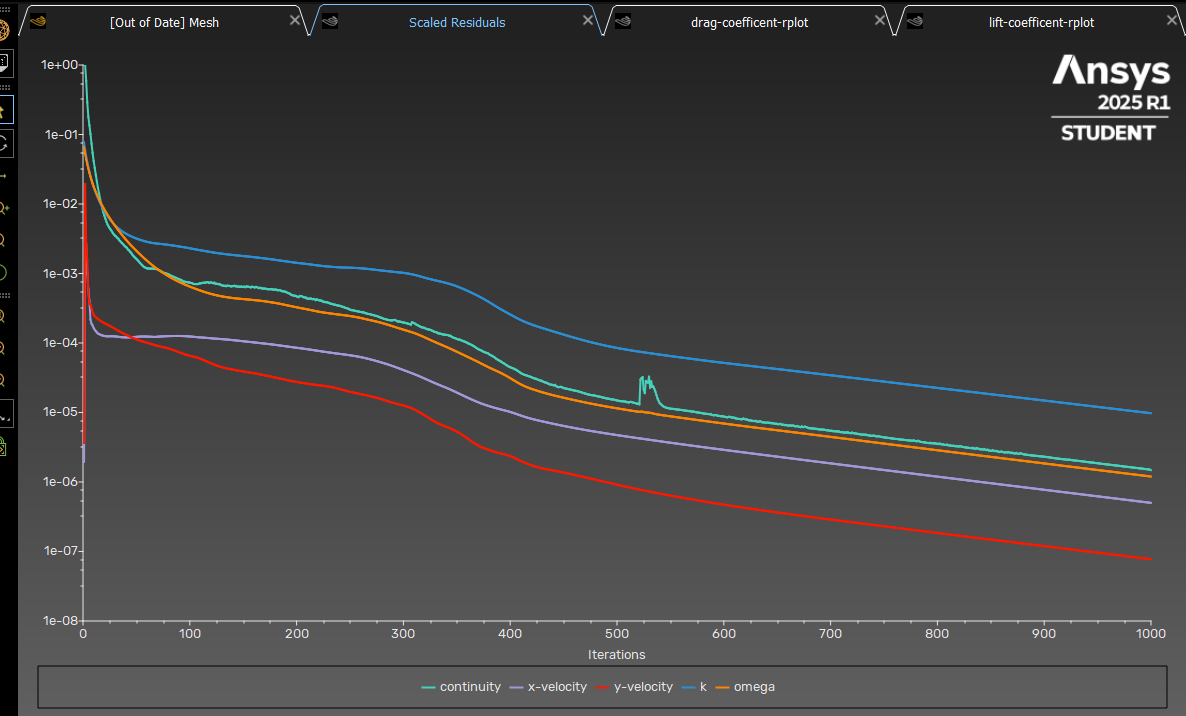 [Out of Date] Mesh
Scaled Residuals
drag-coefficent-rplot
lift-coefficent-rplot
Ansys
2025 R1
STUDENT
1e+00
1e-01
1e-02
1e-03
1e-04
1e-05
1e-06
1e-07
1e-08
0 100 200 300 400 500 600 700 800 900 1000
Iterations
continuity x-velocity y-velocity k omega